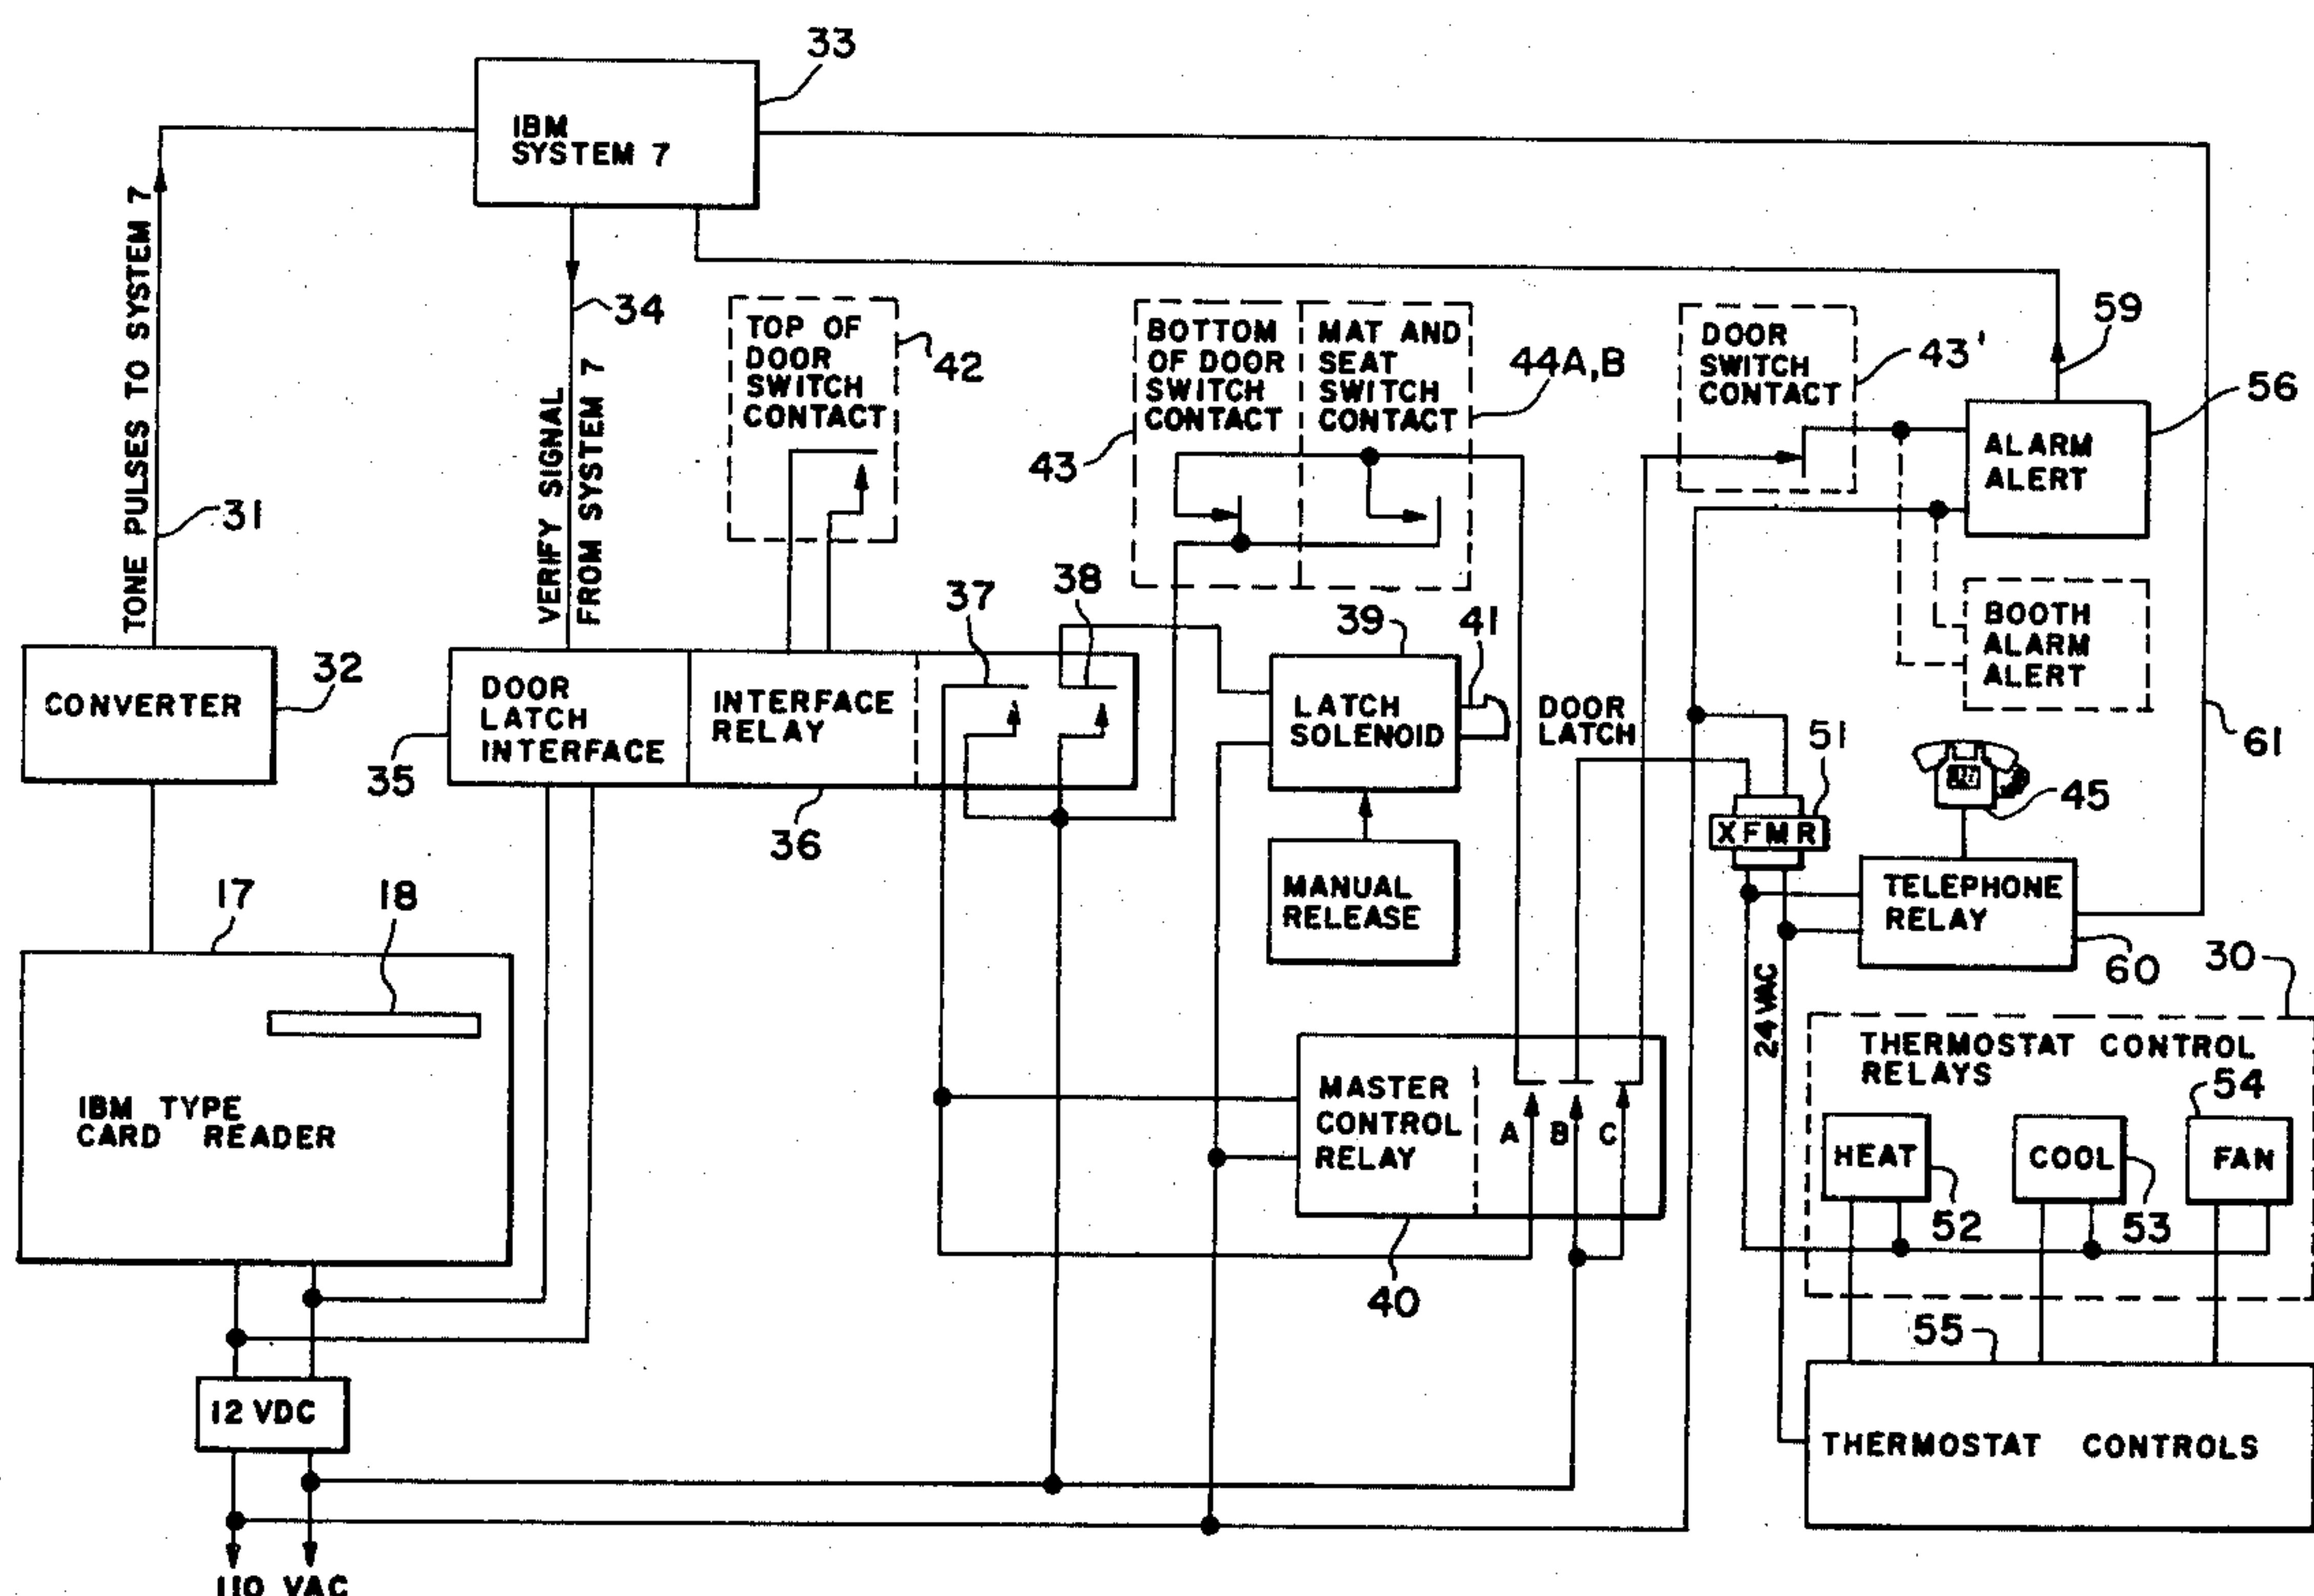 33
IBM
SYSTEM 7
TONE PULSES TO SYSTEM 7
31
VERIFY SIGNAL
FROM SYSTEM 7
34
TOP OF
DOOR
SWITCH
CONTACT
42
BOTTOM
OF DOOR
SWITCH
CONTACT
43
MAT AND
SEAT
SWITCH
CONTACT
44A,B
DOOR
SWITCH
CONTACT
43'
59
56
ALARM
ALERT
BOOTH
ALARM
ALERT
61
CONVERTER
32
DOOR
LATCH
INTERFACE
35
INTERFACE
RELAY
36
37
38
39
41
LATCH
SOLENOID
DOOR
LATCH
MANUAL
RELEASE
51
XFMR
45
TELEPHONE
RELAY
60
24 VAC
17
18
IBM TYPE
CARD READER
MASTER
CONTROL
RELAY
A B C
40
30
THERMOSTAT CONTROL
RELAYS
54
HEAT
COOL
FAN
52
53
55
THERMOSTAT CONTROLS
12 VDC
110 VAC